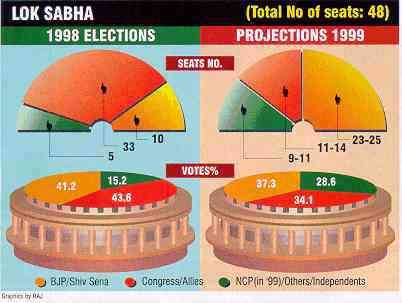 LOK SABHA (Total No of seats: 48)
1998 ELECTIONS PROJECTIONS 1999
SEATS NO.
5
33
10
9-11
11-14
23-25
VOTES%
41.2
15.2
43.6
37.3
28.6
34.1
BJP/Shiv Sena Congress/Allies NCP(in '99)/Others/Independents
Graphics by RAJ